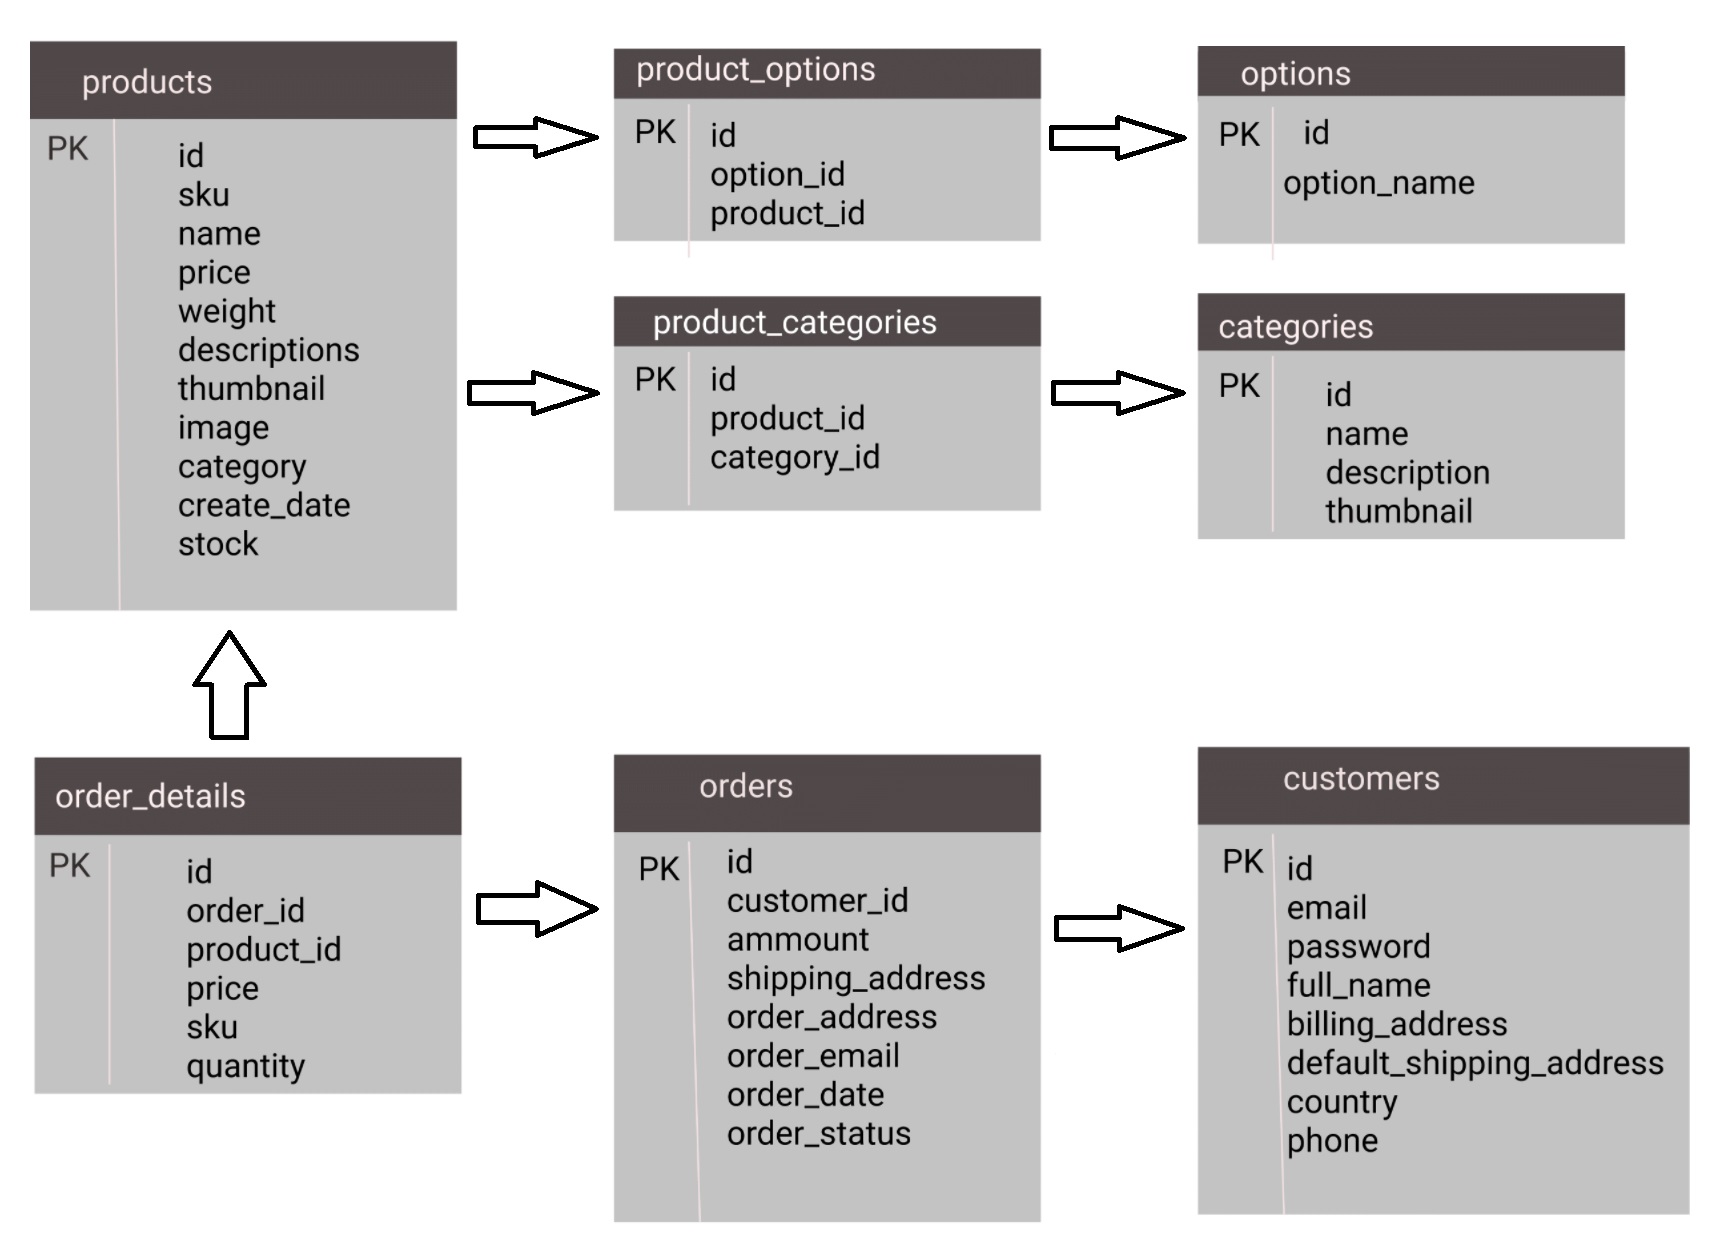 products
PK
id
sku
name
price
weight
descriptions
thumbnail
image
category
create_date
stock
product_options
PK
id
option_id
product_id
options
PK
id
option_name
product_categories
PK
id
product_id
category_id
categories
PK
id
name
description
thumbnail
order_details
PK
id
order_id
product_id
price
sku
quantity
orders
PK
id
customer_id
ammount
shipping_address
order_address
order_email
order_date
order_status
customers
PK
id
email
password
full_name
billing_address
default_shipping_address
country
phone